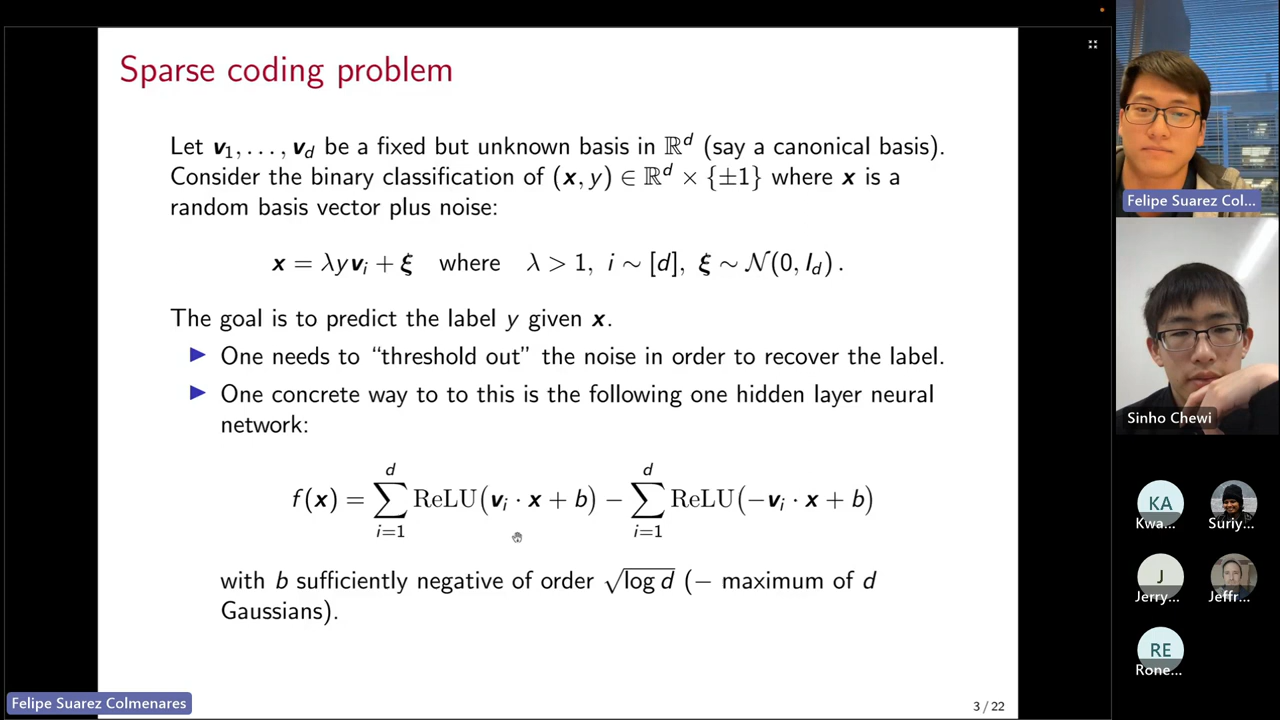 Sparse coding problem
Let v₁, . . . , v_d be a fixed but unknown basis in ℝᵈ (say a canonical basis).
Consider the binary classification of (x, y) ∈ ℝᵈ × {±1} where x is a
random basis vector plus noise:
x = λyvᵢ + ξ where λ > 1, i ∼ [d], ξ ∼ 𝒩(0, I_d) .
The goal is to predict the label y given x.
▶ One needs to “threshold out” the noise in order to recover the label.
▶ One concrete way to to this is the following one hidden layer neural
network:
f(x) = ∑_{i=1}^{d} ReLU(vᵢ · x + b) − ∑_{i=1}^{d} ReLU(−vᵢ · x + b)
with b sufficiently negative of order √(log d) (− maximum of d
Gaussians).
3 / 22
Felipe Suarez Colmenares
Felipe Suarez Col...
Sinho Chewi
KA
Kwa...
Suriy...
J
Jerry...
Jeffr...
RE
Rone...